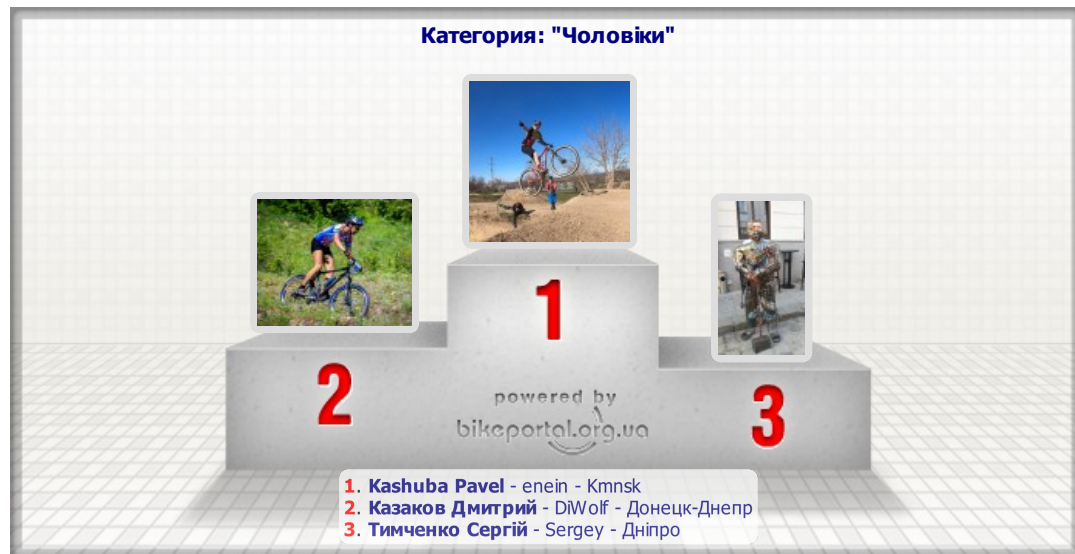 Категория: "Чоловіки"
1
2
3
powered by
bikeportal.org.ua
1. Kashuba Pavel - enein - Kmnsk
2. Казаков Дмитрий - DiWolf - Донецк-Днепр
3. Тимченко Сергій - Sergey - Дніпро